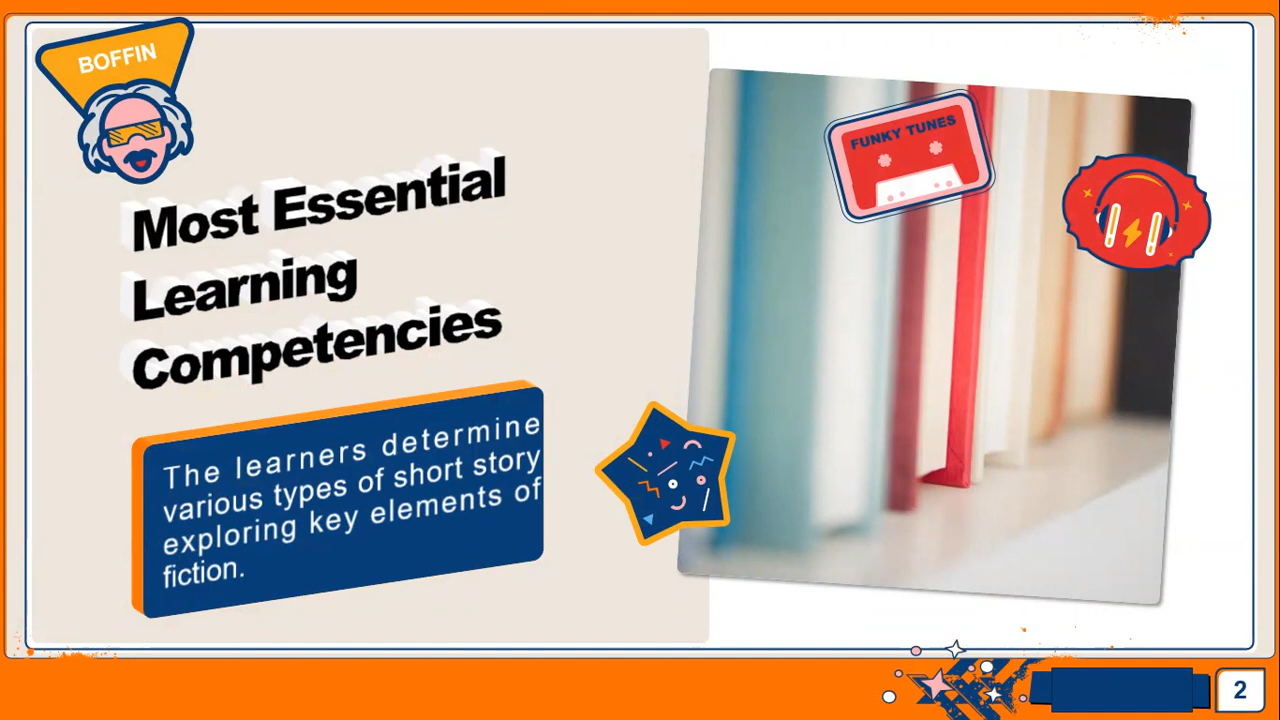 BOFFIN
Most Essential
Learning
Competencies
The learners determine
various types of short story
exploring key elements of
fiction.
FUNKY TUNES
2